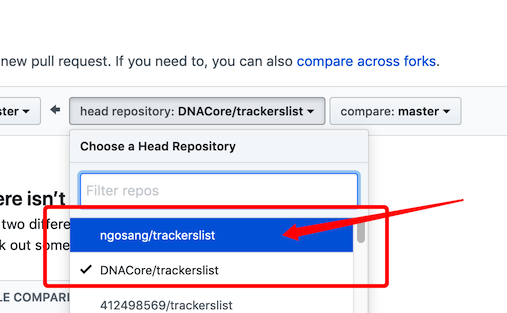 new pull request. If you need to, you can also compare across forks.
ter
head repository: DNACore/trackerslist
compare: master
Choose a Head Repository
Filter repos
ere isn't
two differe
k out some
ngosang/trackerslist
DNACore/trackerslist
LE COMPARI
412498569/trackerslist